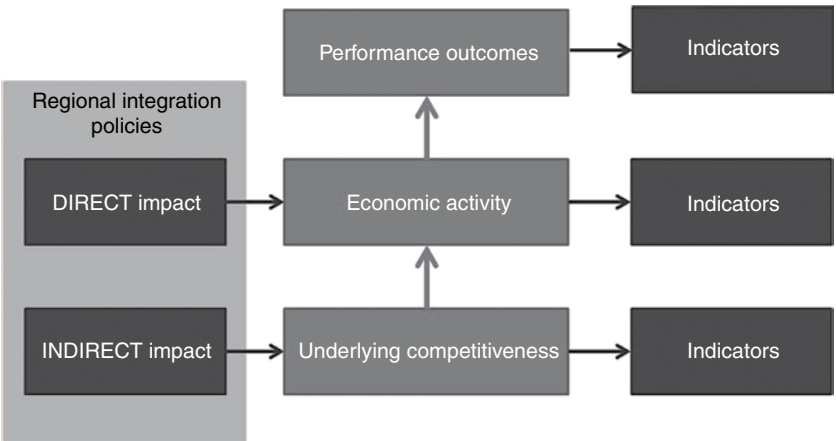 Performance outcomes
Indicators
Regional integration
policies
DIRECT impact
Economic activity
Indicators
INDIRECT impact
Underlying competitiveness
Indicators